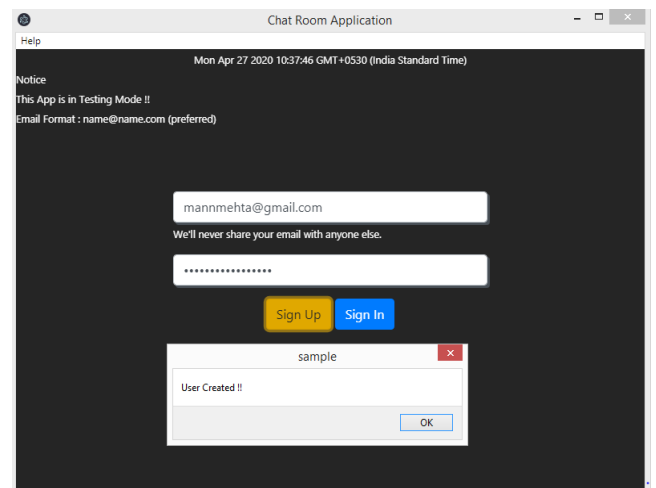 Chat Room Application
Help
Mon Apr 27 2020 10:37:46 GMT+0530 (India Standard Time)
Notice
This App is in Testing Mode !!
Email Format : name@name.com (preferred)
mannmehta@gmail.com
We'll never share your email with anyone else.
•••••••••••••••••
Sign Up Sign In
sample
User Created !!
OK